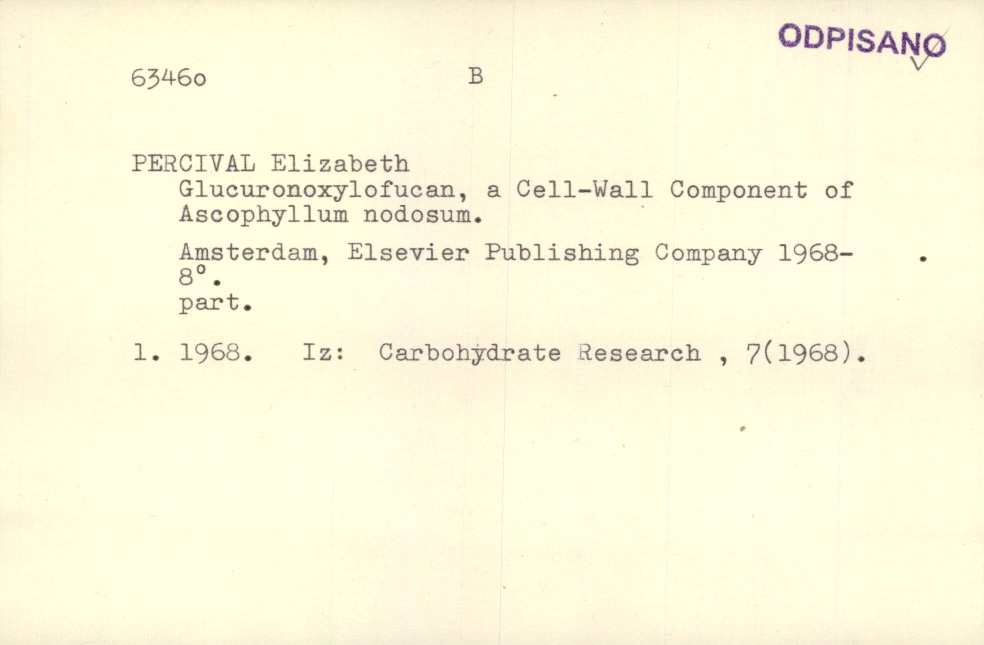 ODPISANO
6346o B
PERCIVAL Elizabeth
Glucuronoxylofucan, a Cell-Wall Component of
Ascophyllum nodosum.
Amsterdam, Elsevier Publishing Company 1968- .
8°.
part.
1. 1968. Iz: Carbohydrate Research , 7(1968).